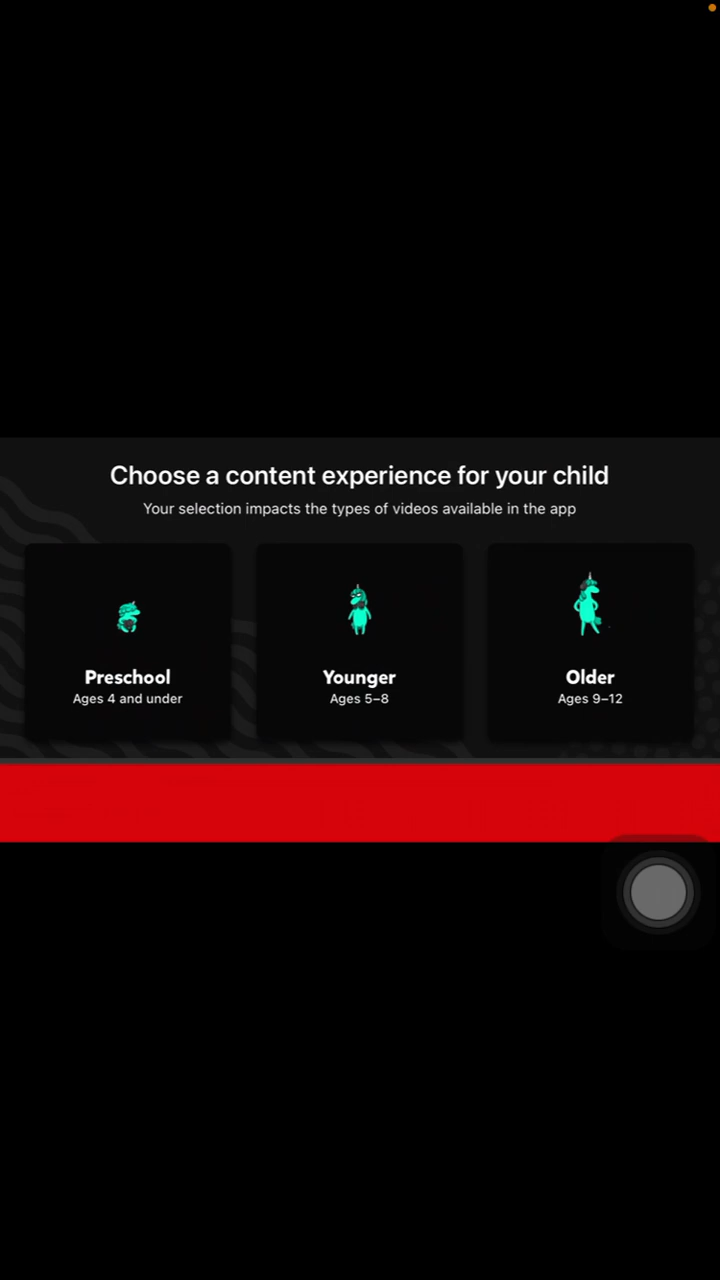 Choose a content experience for your child
Your selection impacts the types of videos available in the app
Preschool
Ages 4 and under
Younger
Ages 5–8
Older
Ages 9–12